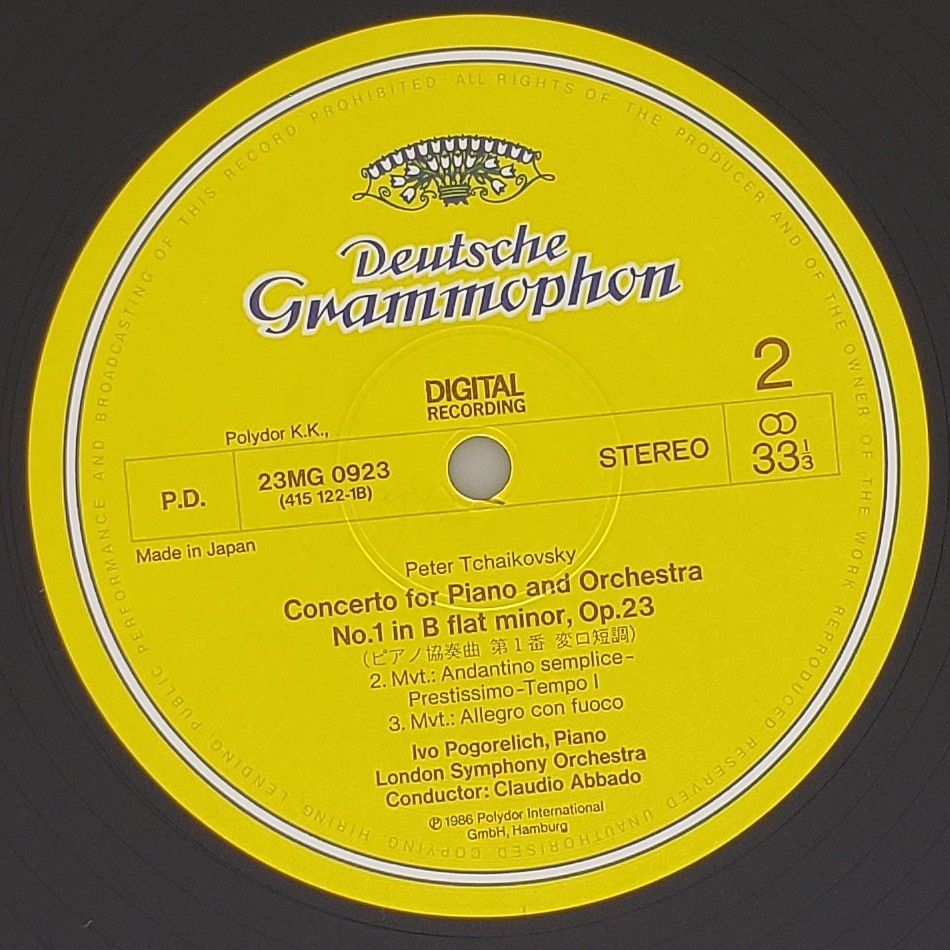 ALL RIGHTS OF THE PRODUCER AND OF THE OWNER OF THE WORK REPRODUCED RESERVED UNAUTHORISED COPYING HIRING LENDING, PUBLIC PERFORMANCE AND BROADCASTING OF THIS RECORD PROHIBITED ·
Deutsche
Grammophon
2
DIGITAL
RECORDING
Polydor K.K.,
P.D.
23MG 0923
(415 122-1B)
STEREO
33 1/3
Made in Japan
Peter Tchaikovsky
Concerto for Piano and Orchestra
No.1 in B flat minor, Op.23
(ピアノ協奏曲 第1番 変ロ短調)
2. Mvt.: Andantino semplice–
Prestissimo-Tempo I
3. Mvt.: Allegro con fuoco
Ivo Pogorelich, Piano
London Symphony Orchestra
Conductor: Claudio Abbado
℗ 1986 Polydor International
GmbH, Hamburg